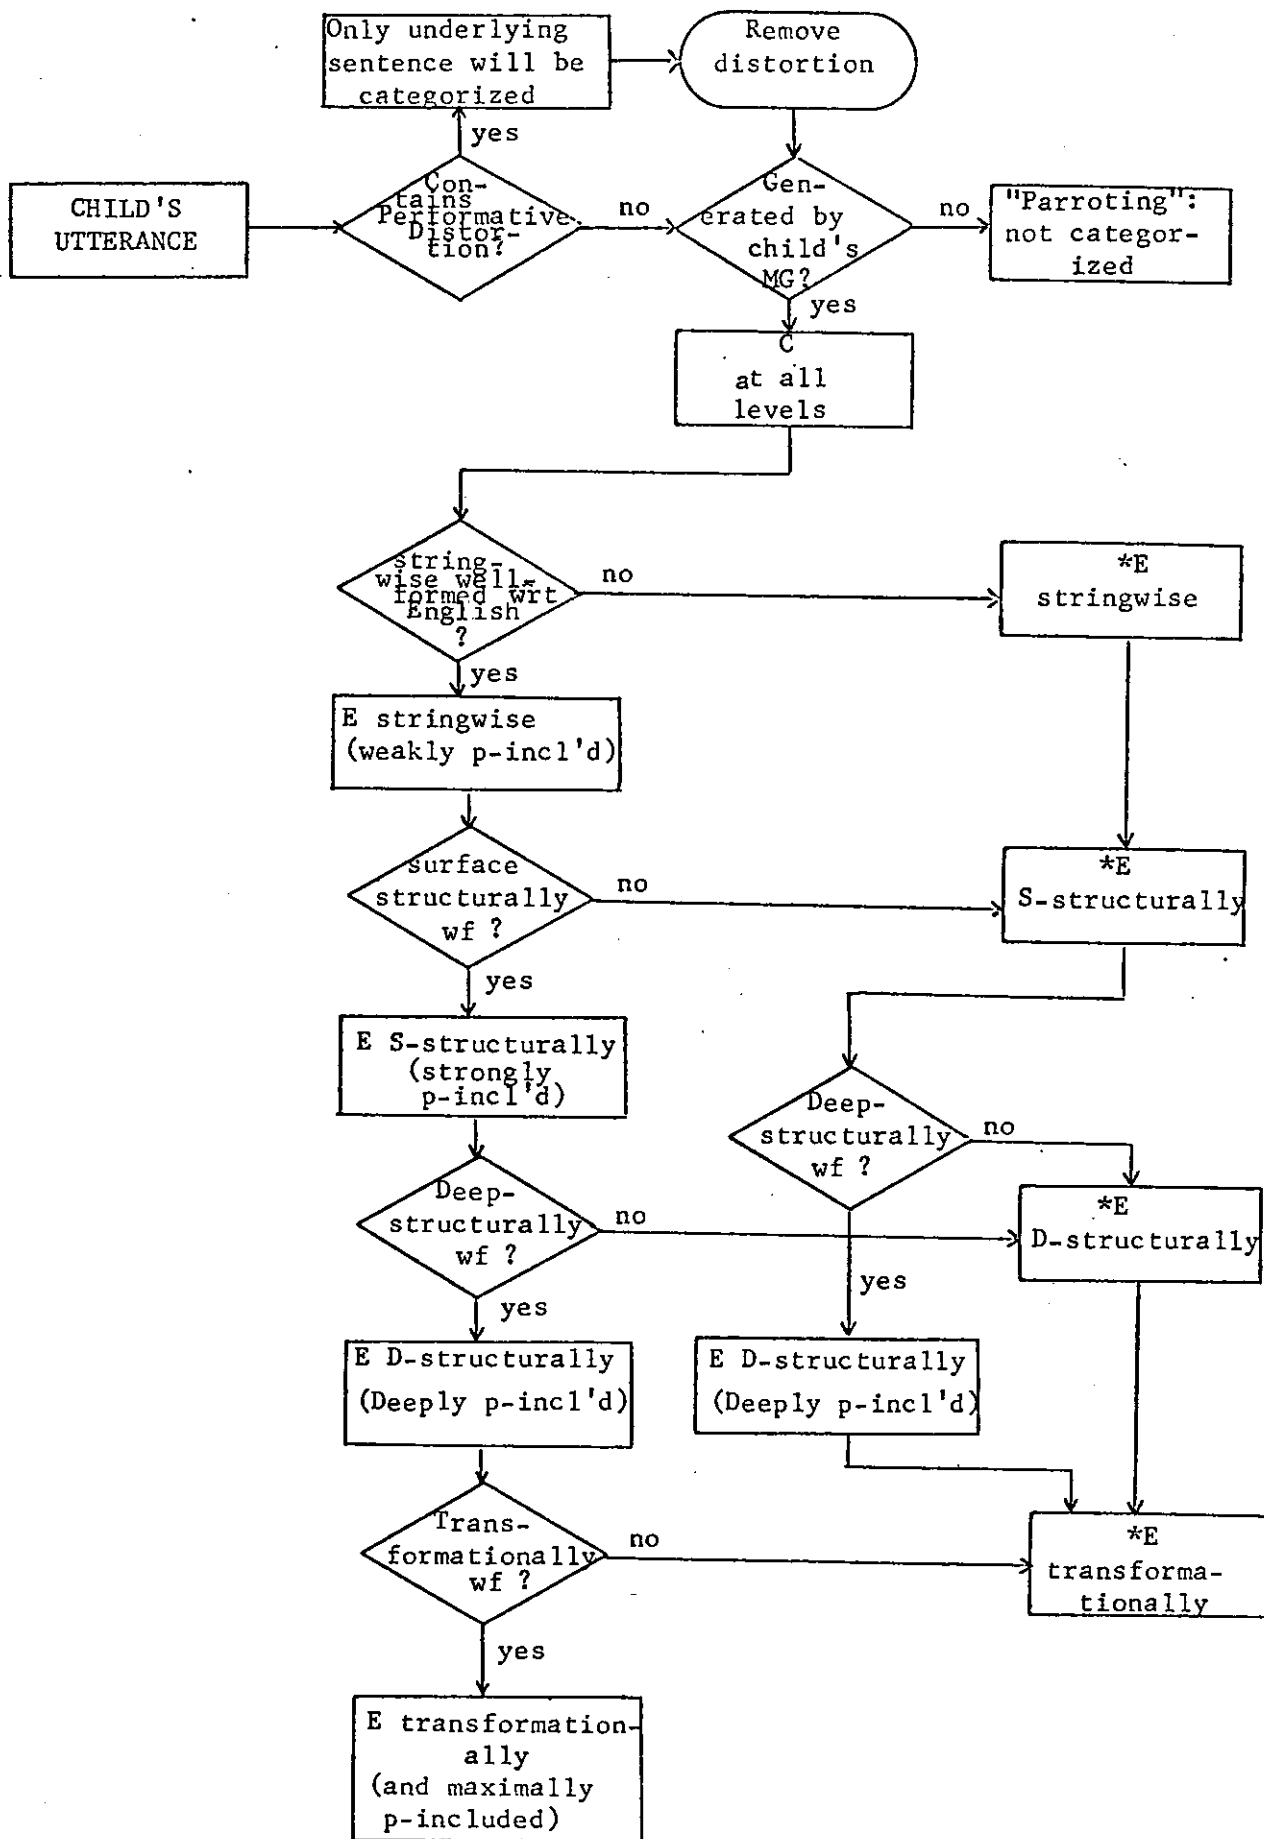 Only underlying
sentence will be
categorized
Remove
distortion
yes
CHILD'S
UTTERANCE
Con-
tains
Performative
Distor-
tion?
no
Gen-
erated by
child's
MG?
no
"Parroting":
not categor-
ized
yes
C
at all
levels
string-
wise well-
formed wrt
English
?
no
*E
stringwise
yes
E stringwise
(weakly p-incl'd)
surface
structurally
wf ?
no
*E
S-structurally
yes
E S-structurally
(strongly
p-incl'd)
Deep-
structurally
wf ?
no
Deep-
structurally
wf ?
no
*E
D-structurally
yes
yes
E D-structurally
(Deeply p-incl'd)
E D-structurally
(Deeply p-incl'd)
Trans-
formationally
wf ?
no
*E
transforma-
tionally
yes
E transformation-
ally
(and maximally
p-included)